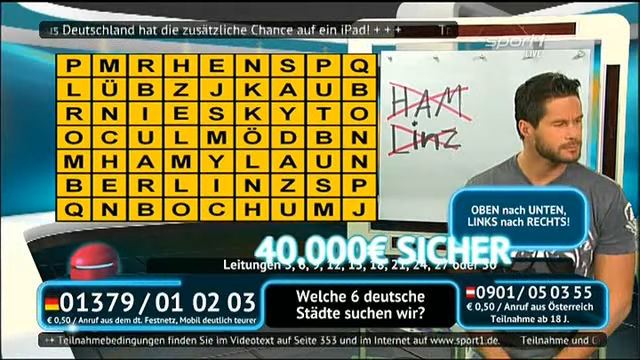 us Deutschland hat die zusätzliche Chance auf ein iPad! +++ Te
sport1
LIVE
P M R H E N S P Q
L Ü B Z J K A U B
R N I E S K Y T O
O C U L M Ö D B N
M H A M Y L A U N
B E R L I N Z S P
Q N B O C H U M J
HAM
Linz
OBEN nach UNTEN,
LINKS nach RECHTS!
40.000€ SICHER
Leitungen 3, 6, 9, 12, 15, 18, 21, 24, 27 oder 30
01379/01 02 03
€ 0,50 / Anruf aus dem dt. Festnetz, Mobil deutlich teurer
Welche 6 deutsche
Städte suchen wir?
0901/05 03 55
€ 0,50 / Anruf aus Österreich
Teilnahme ab 18 J.
++ Teilnahmebedingungen finden Sie im Videotext auf Seite 353 und im Internet auf www.sport1.de. Teilnahme und G